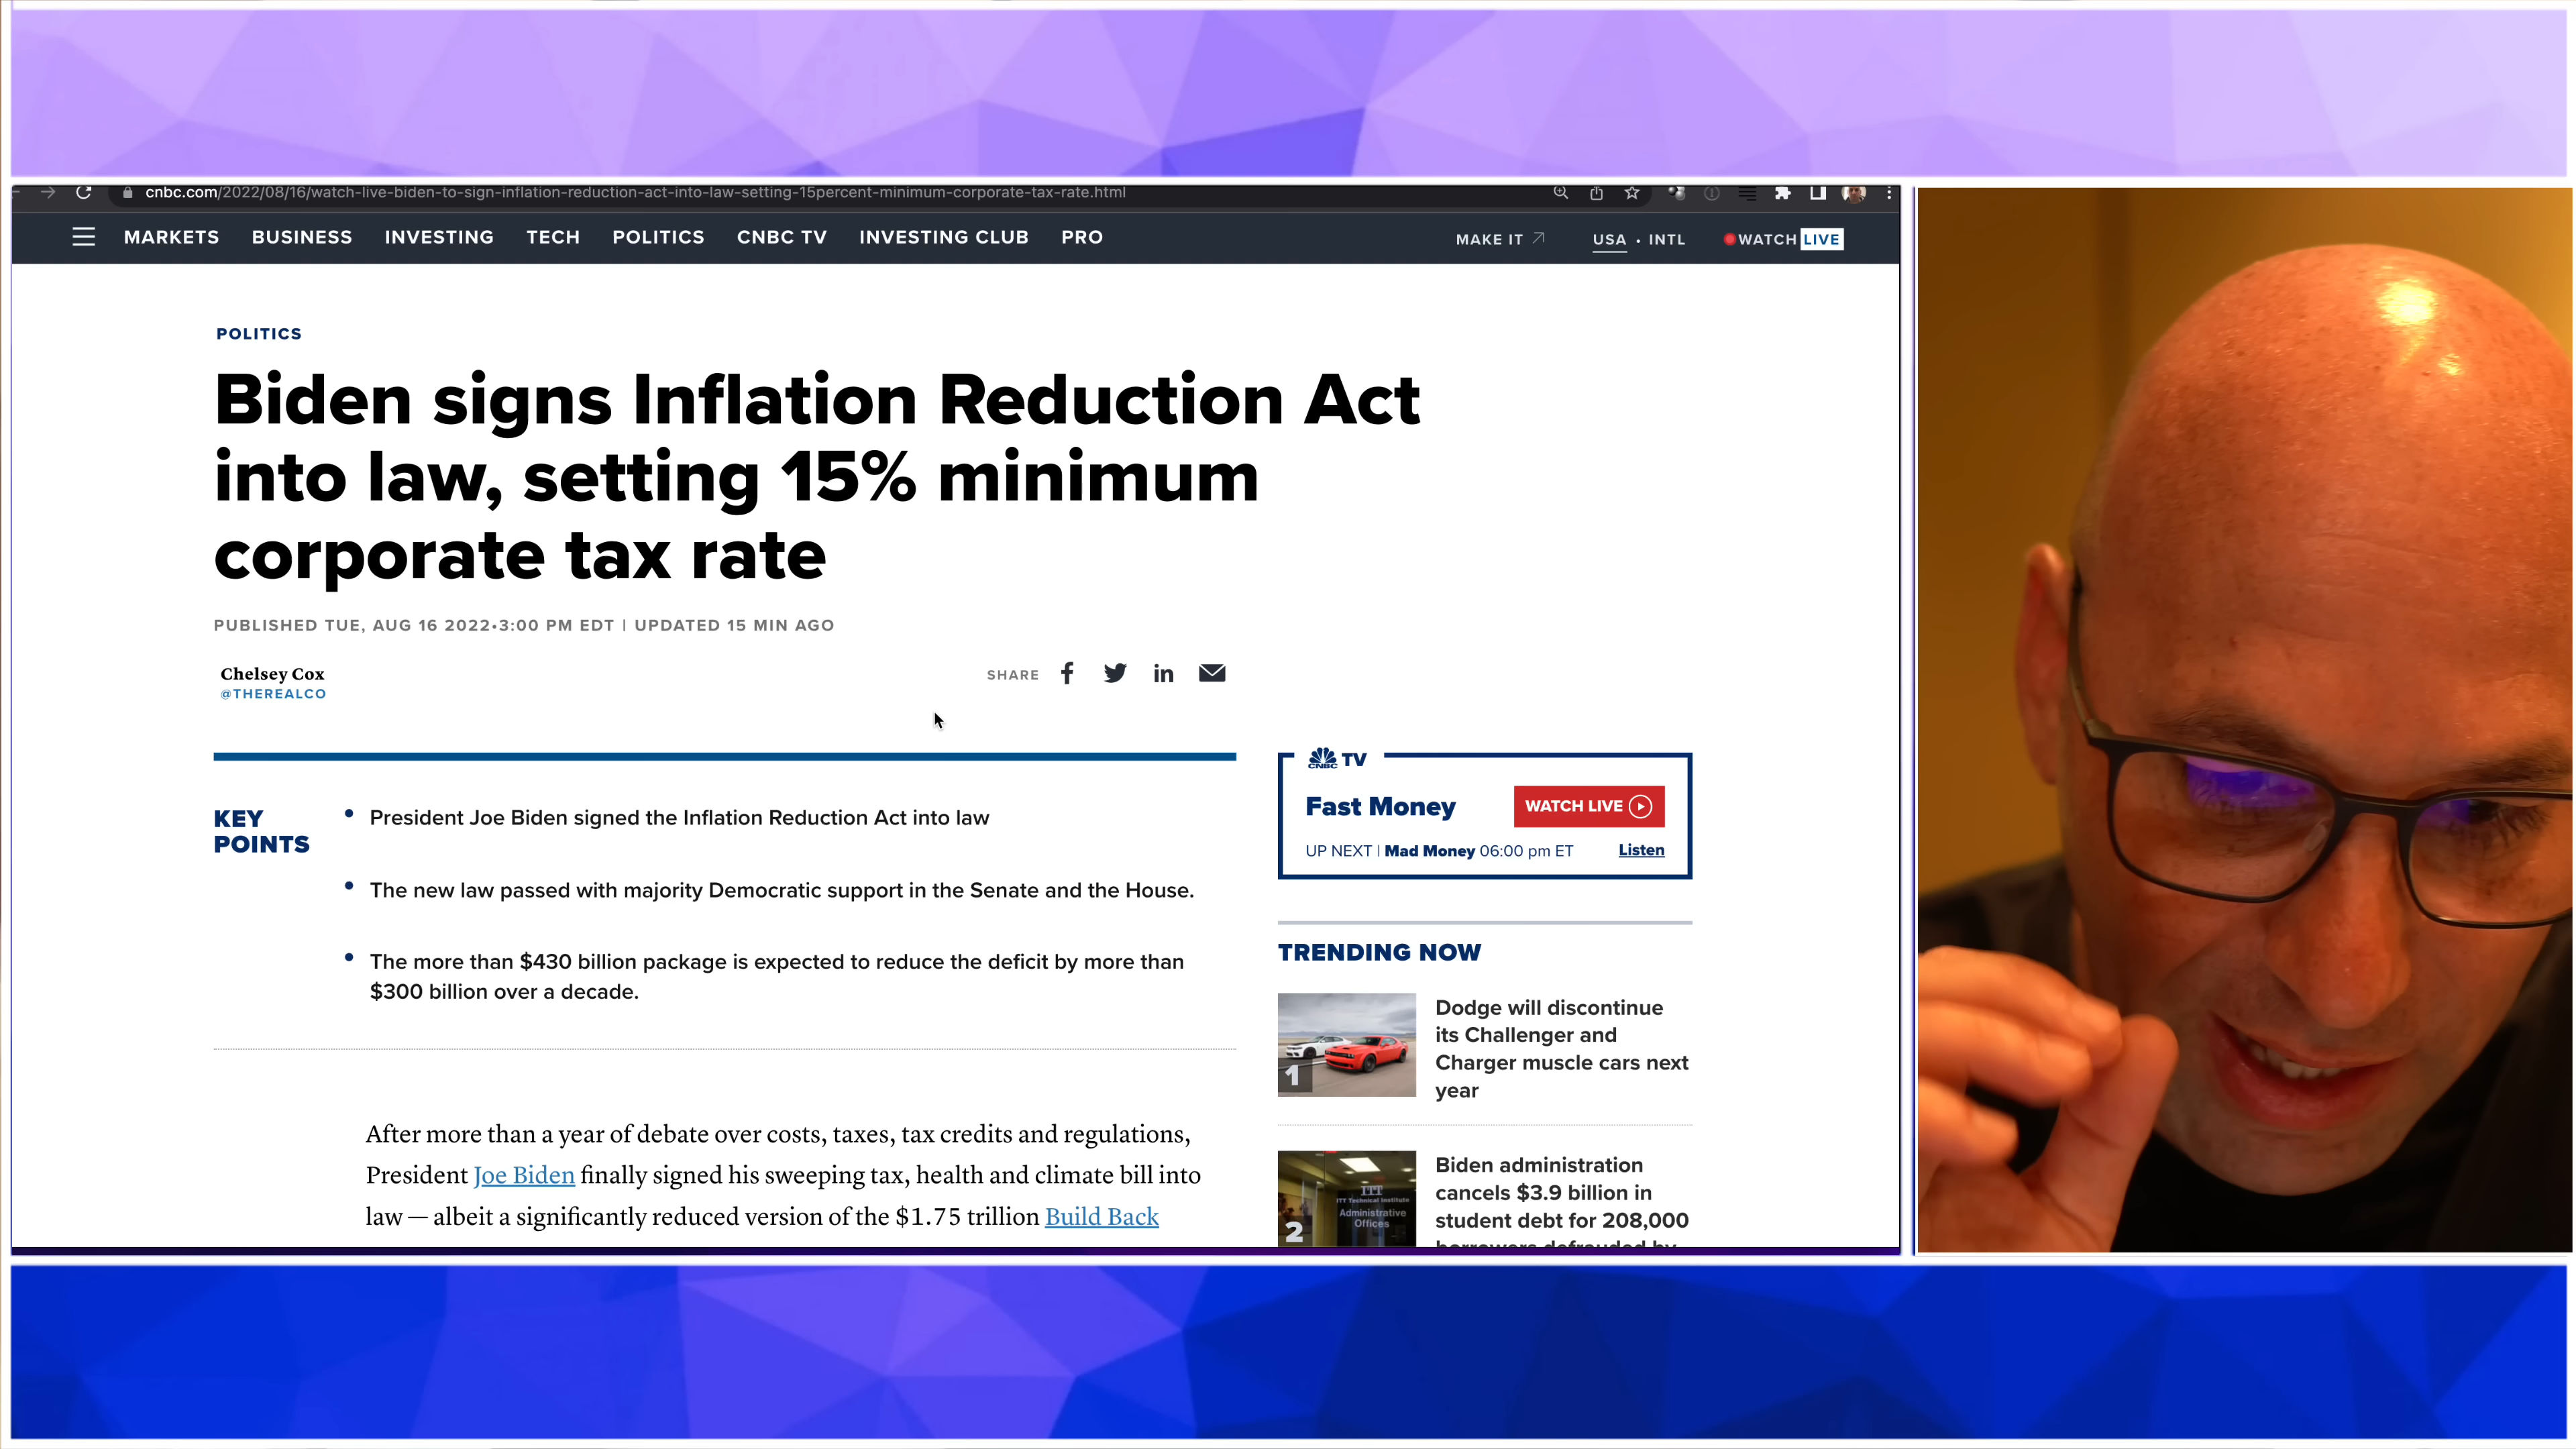 cnbc.com/2022/08/16/watch-live-biden-to-sign-inflation-reduction-act-into-law-setting-15percent-minimum-corporate-tax-rate.html
MARKETS BUSINESS INVESTING TECH POLITICS CNBC TV INVESTING CLUB PRO MAKE IT USA • INTL WATCH LIVE
POLITICS
Biden signs Inflation Reduction Act
into law, setting 15% minimum
corporate tax rate
PUBLISHED TUE, AUG 16 2022•3:00 PM EDT | UPDATED 15 MIN AGO
Chelsey Cox
@THEREALCO
SHARE
KEY
POINTS
• President Joe Biden signed the Inflation Reduction Act into law
• The new law passed with majority Democratic support in the Senate and the House.
• The more than $430 billion package is expected to reduce the deficit by more than
$300 billion over a decade.
After more than a year of debate over costs, taxes, tax credits and regulations,
President Joe Biden finally signed his sweeping tax, health and climate bill into
law — albeit a significantly reduced version of the $1.75 trillion Build Back
CNBC TV
Fast Money
WATCH LIVE
UP NEXT | Mad Money 06:00 pm ET
Listen
TRENDING NOW
1
Dodge will discontinue
its Challenger and
Charger muscle cars next
year
ITT
ITT Technical Institute
Administrative
Offices
2
Biden administration
cancels $3.9 billion in
student debt for 208,000
borrowers defrauded by